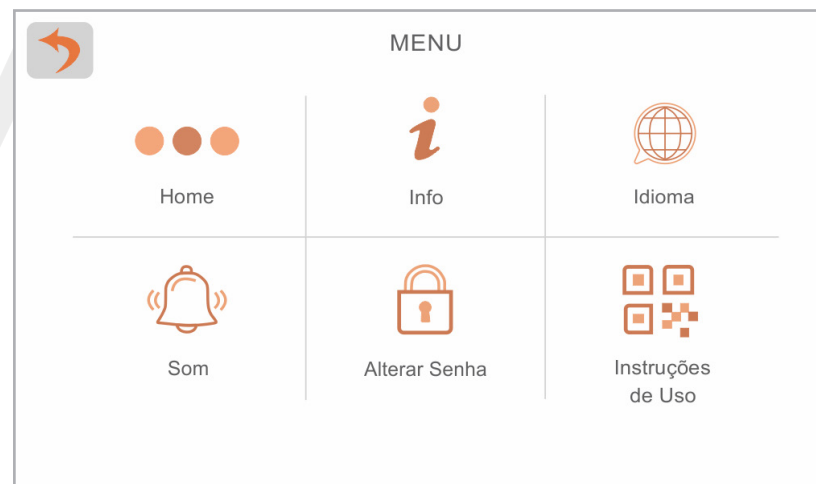 MENU
Home
Info
Idioma
Som
Alterar Senha
Instruções
de Uso